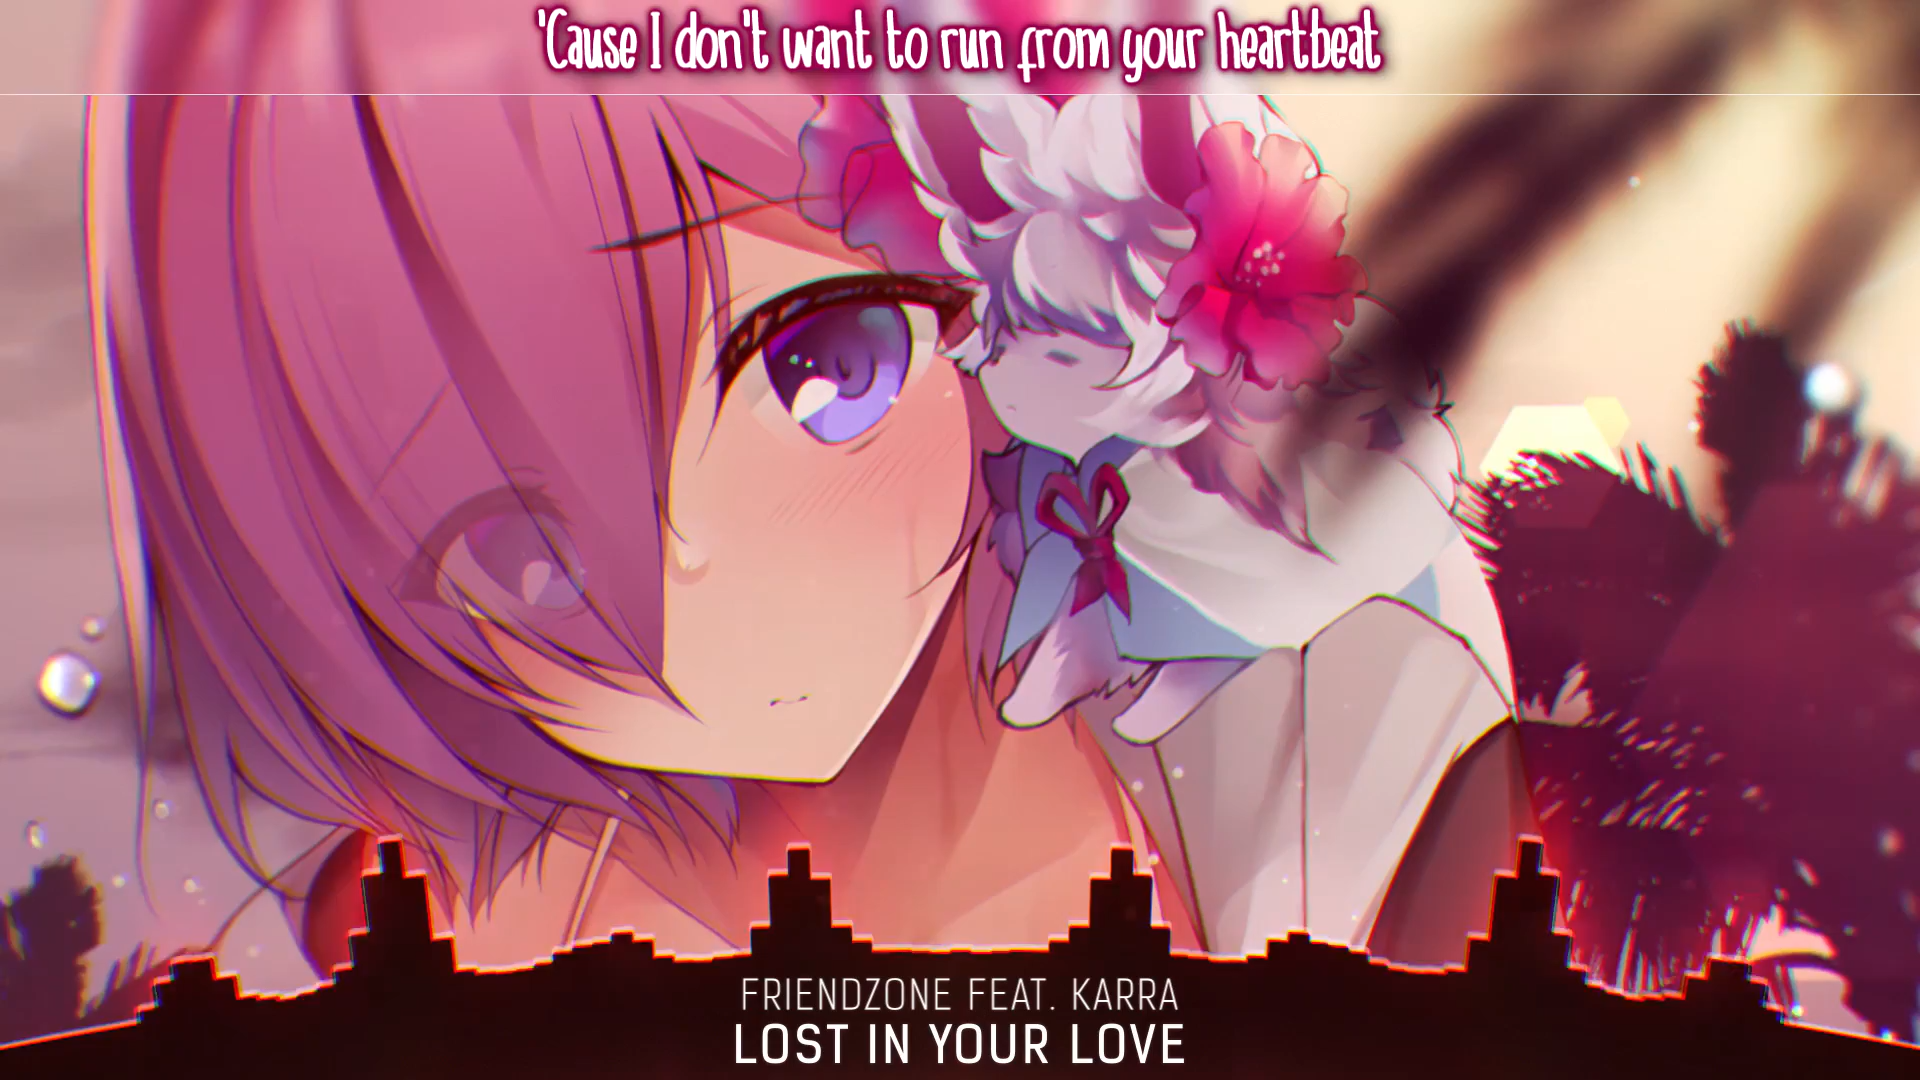 'Cause I don't want to run from your heartbeat
FRIENDZONE FEAT. KARRA
LOST IN YOUR LOVE